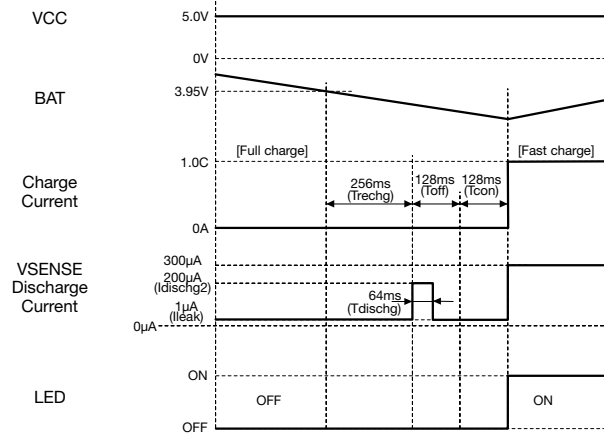 VCC
5.0V
0V
BAT
3.95V
[Full charge]
[Fast charge]
1.0C
Charge
Current
256ms
(Trechg)
128ms
(Toff)
128ms
(Tcon)
0A
VSENSE
Discharge
Current
300µA
200µA
(Idischg2)
1µA
(Ileak)
0µA
64ms
(Tdischg)
LED
ON
OFF
OFF
ON